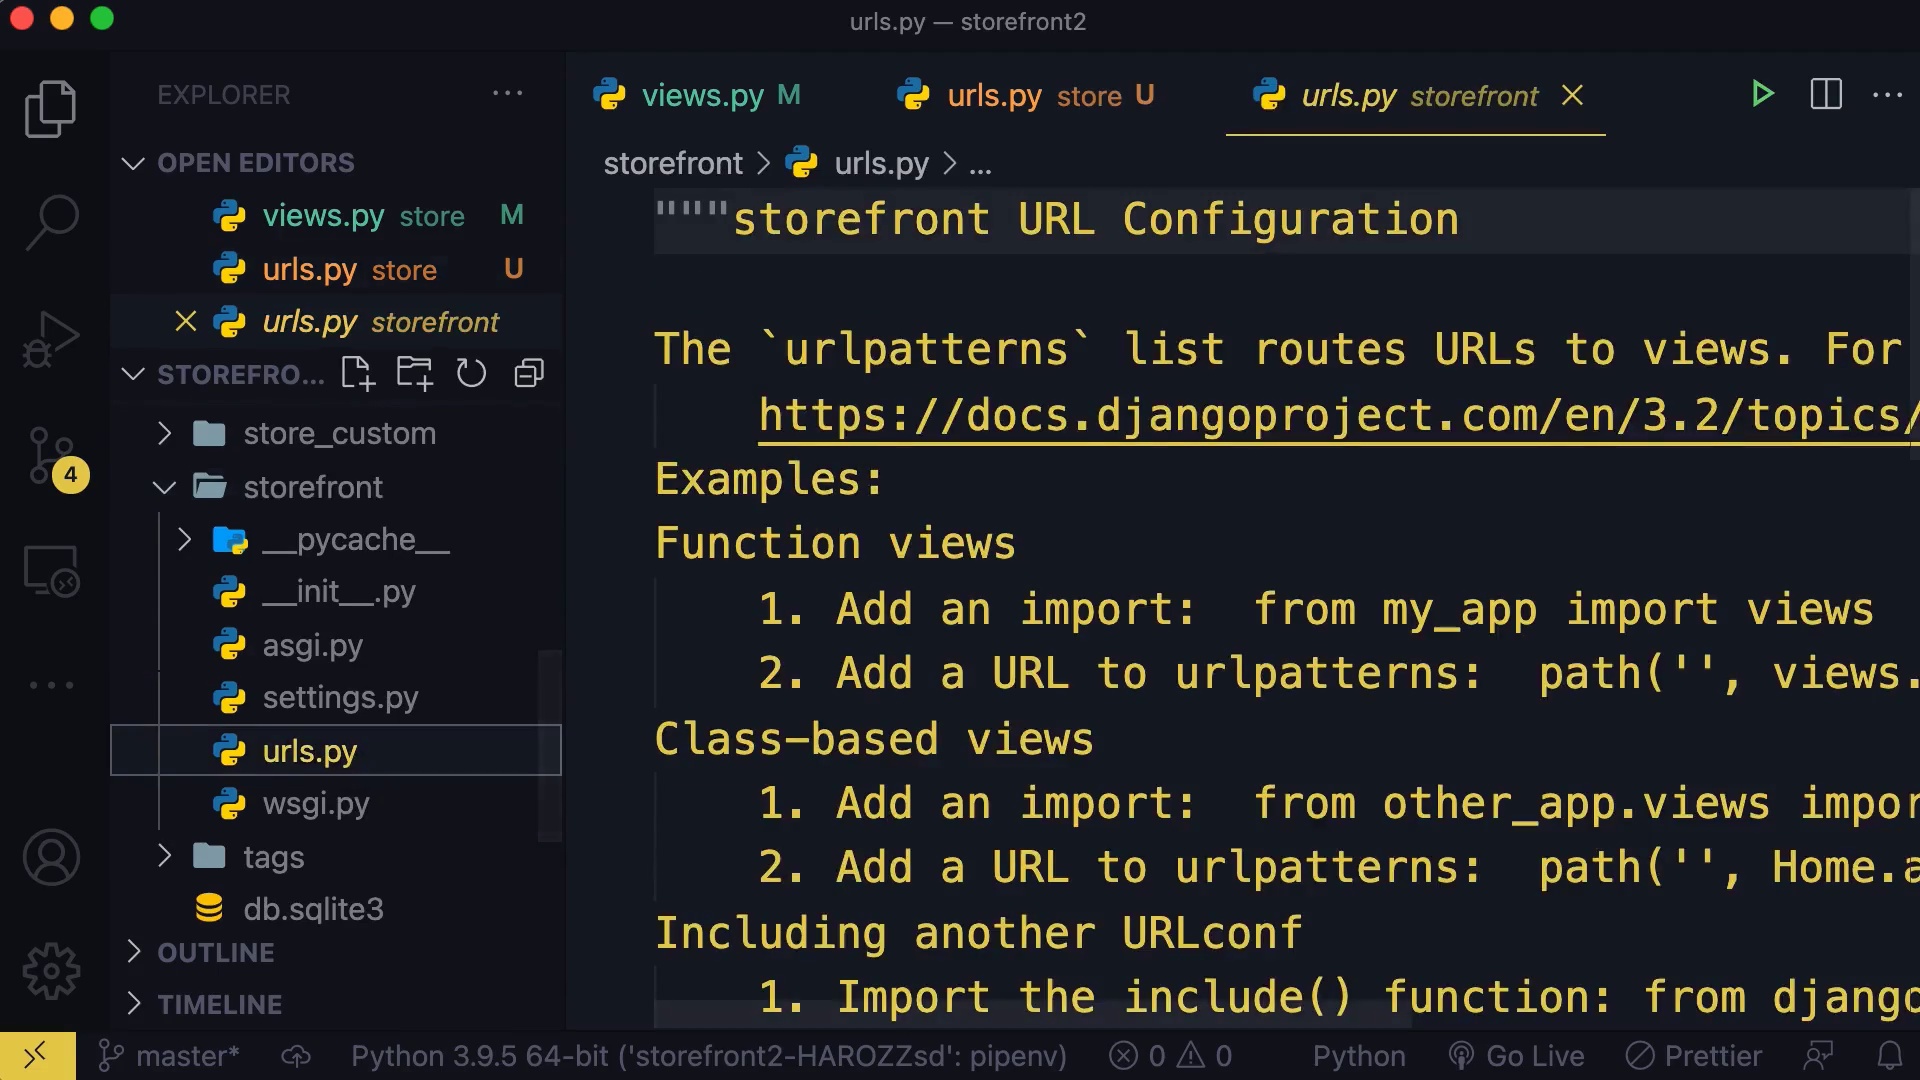 urls.py — storefront2
EXPLORER
OPEN EDITORS
views.py store M
urls.py store U
urls.py storefront
STOREFRO...
store_custom
storefront
__pycache__
__init__.py
asgi.py
settings.py
urls.py
wsgi.py
tags
db.sqlite3
OUTLINE
TIMELINE
4
views.py M
urls.py store U
urls.py storefront
storefront > urls.py > ...
"""storefront URL Configuration
The `urlpatterns` list routes URLs to views. For
https://docs.djangoproject.com/en/3.2/topics/
Examples:
Function views
1. Add an import:  from my_app import views
2. Add a URL to urlpatterns:  path('', views.
Class-based views
1. Add an import:  from other_app.views impor
2. Add a URL to urlpatterns:  path('', Home.a
Including another URLconf
1. Import the include() function: from django
master* Python 3.9.5 64-bit ('storefront2-HAROZZsd': pipenv) 0 0 Python Go Live Prettier